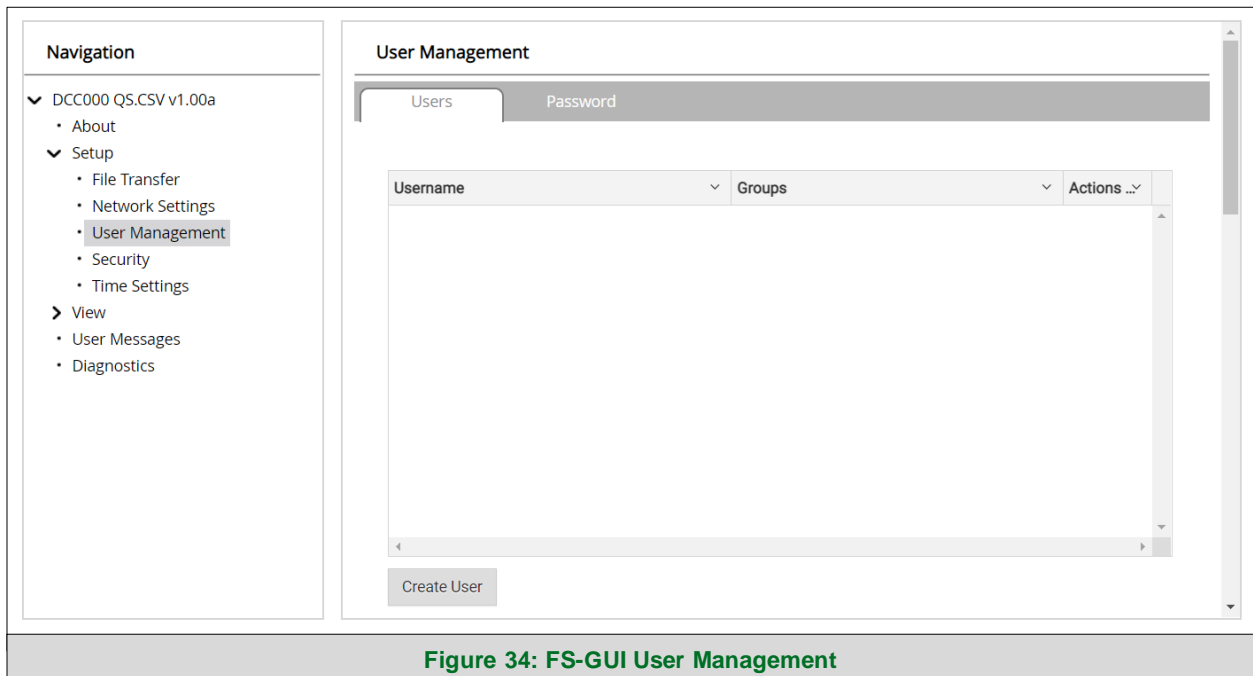 Navigation
DCC000 QS.CSV v1.00a
About
Setup
File Transfer
Network Settings
User Management
Security
Time Settings
View
User Messages
Diagnostics
User Management
Users Password
Username Groups Actions ...
Create User
Figure 34: FS-GUI User Management